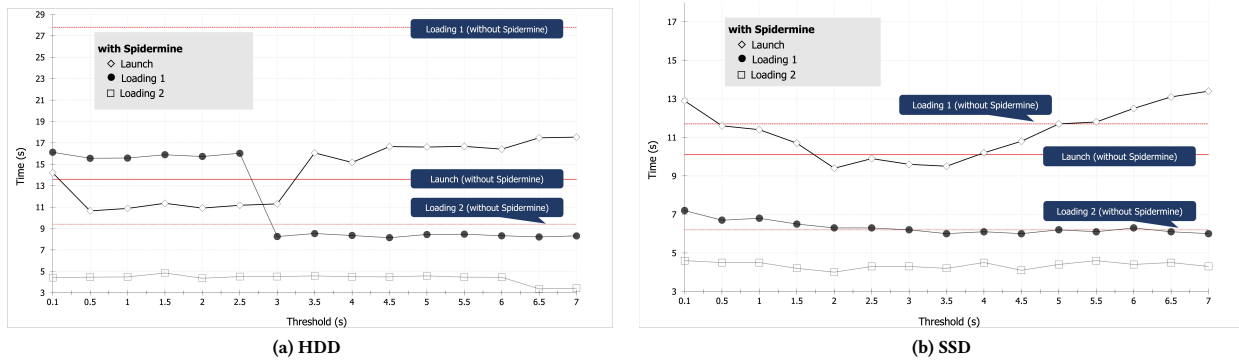 29
27
25
23
21
19
17
15
13
11
9
7
5
3
Time (s)
with Spidermine
Launch
Loading 1
Loading 2
Loading 1 (without Spidermine)
Launch (without Spidermine)
Loading 2 (without Spidermine)
0.1 0.5 1 1.5 2 2.5 3 3.5 4 4.5 5 5.5 6 6.5 7
Threshold (s)
(a) HDD
17
15
13
11
9
7
5
3
Time (s)
with Spidermine
Launch
Loading 1
Loading 2
Loading 1 (without Spidermine)
Launch (without Spidermine)
Loading 2 (without Spidermine)
0.1 0.5 1 1.5 2 2.5 3 3.5 4 4.5 5 5.5 6 6.5 7
Threshold (s)
(b) SSD